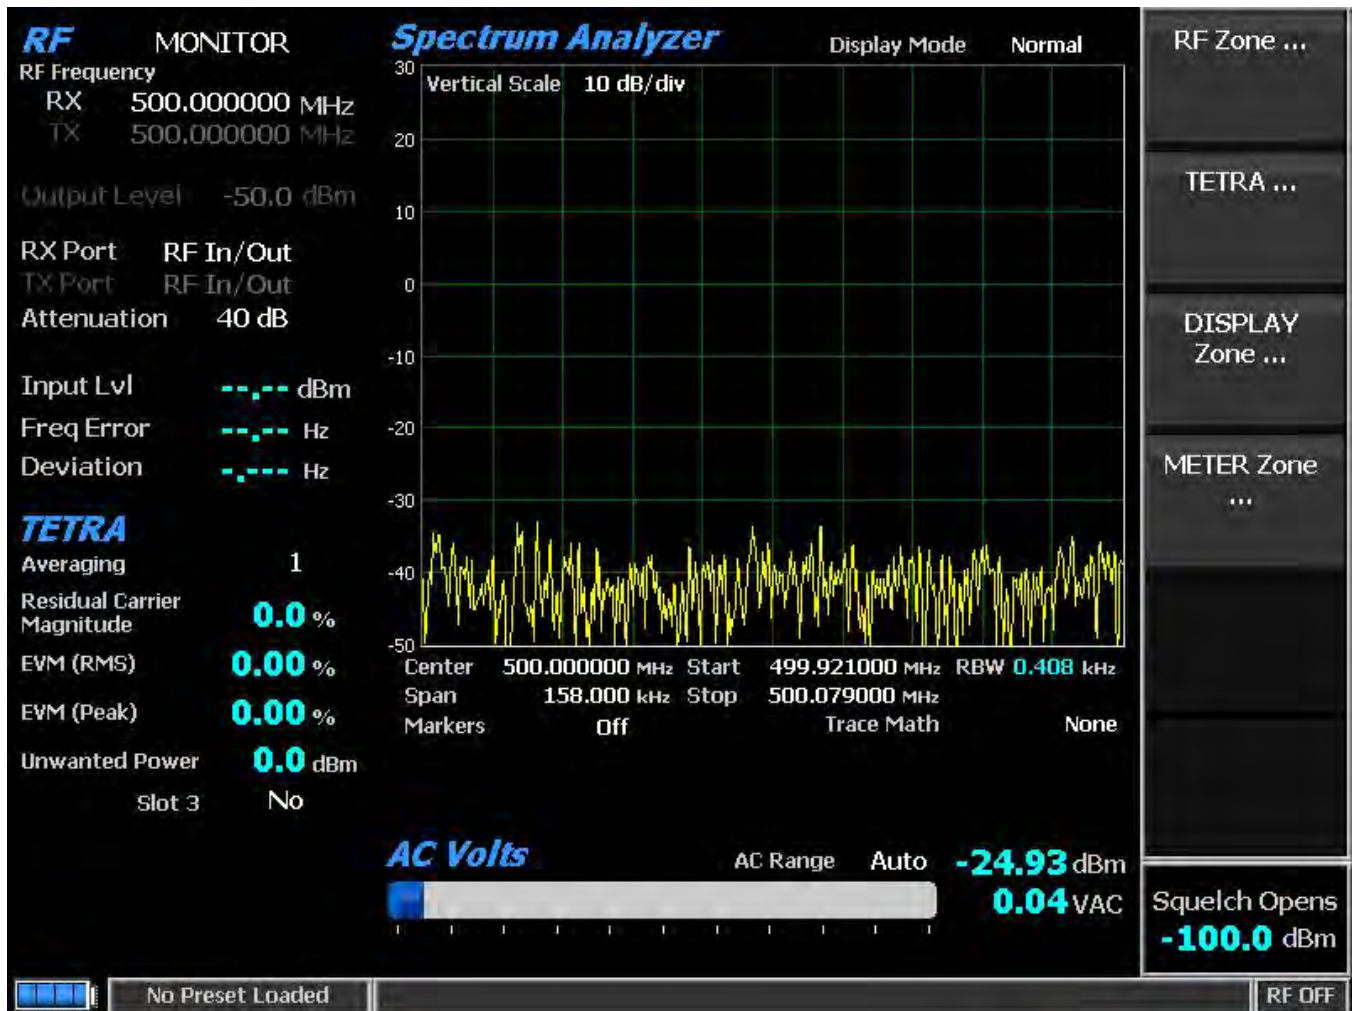 RF MONITOR
RF Frequency
RX 500.000000 MHz
TX 500.000000 MHz
Output Level -50.0 dBm
RX Port RF In/Out
TX Port RF In/Out
Attenuation 40 dB
Input Lvl --.-- dBm
Freq Error --.-- Hz
Deviation -.--- Hz
TETRA
Averaging 1
Residual Carrier
Magnitude 0.0 %
EVM (RMS) 0.00 %
EVM (Peak) 0.00 %
Unwanted Power 0.0 dBm
Slot 3 No
Spectrum Analyzer Display Mode Normal
Vertical Scale 10 dB/div
30
20
10
0
-10
-20
-30
-40
-50
Center 500.000000 MHz Start 499.921000 MHz RBW 0.408 kHz
Span 158.000 kHz Stop 500.079000 MHz
Markers Off Trace Math None
AC Volts AC Range Auto -24.93 dBm
0.04 VAC
RF Zone ...
TETRA ...
DISPLAY
Zone ...
METER Zone
...
Squelch Opens
-100.0 dBm
No Preset Loaded
RF OFF